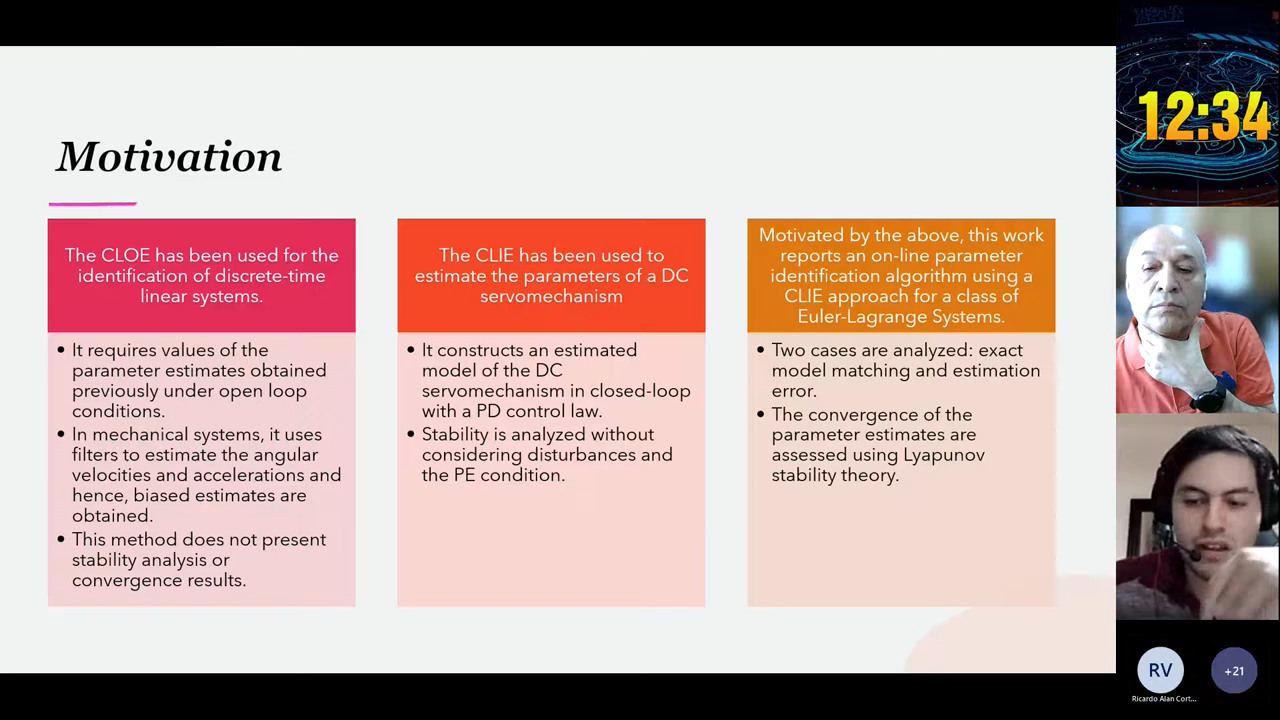 Motivation
The CLOE has been used for the
identification of discrete-time
linear systems.
• It requires values of the
parameter estimates obtained
previously under open loop
conditions.
• In mechanical systems, it uses
filters to estimate the angular
velocities and accelerations and
hence, biased estimates are
obtained.
• This method does not present
stability analysis or
convergence results.
The CLIE has been used to
estimate the parameters of a DC
servomechanism
• It constructs an estimated
model of the DC
servomechanism in closed-loop
with a PD control law.
• Stability is analyzed without
considering disturbances and
the PE condition.
Motivated by the above, this work
reports an on-line parameter
identification algorithm using a
CLIE approach for a class of
Euler-Lagrange Systems.
• Two cases are analyzed: exact
model matching and estimation
error.
• The convergence of the
parameter estimates are
assessed using Lyapunov
stability theory.
12:34
RV
Ricardo Alan Cort...
+21